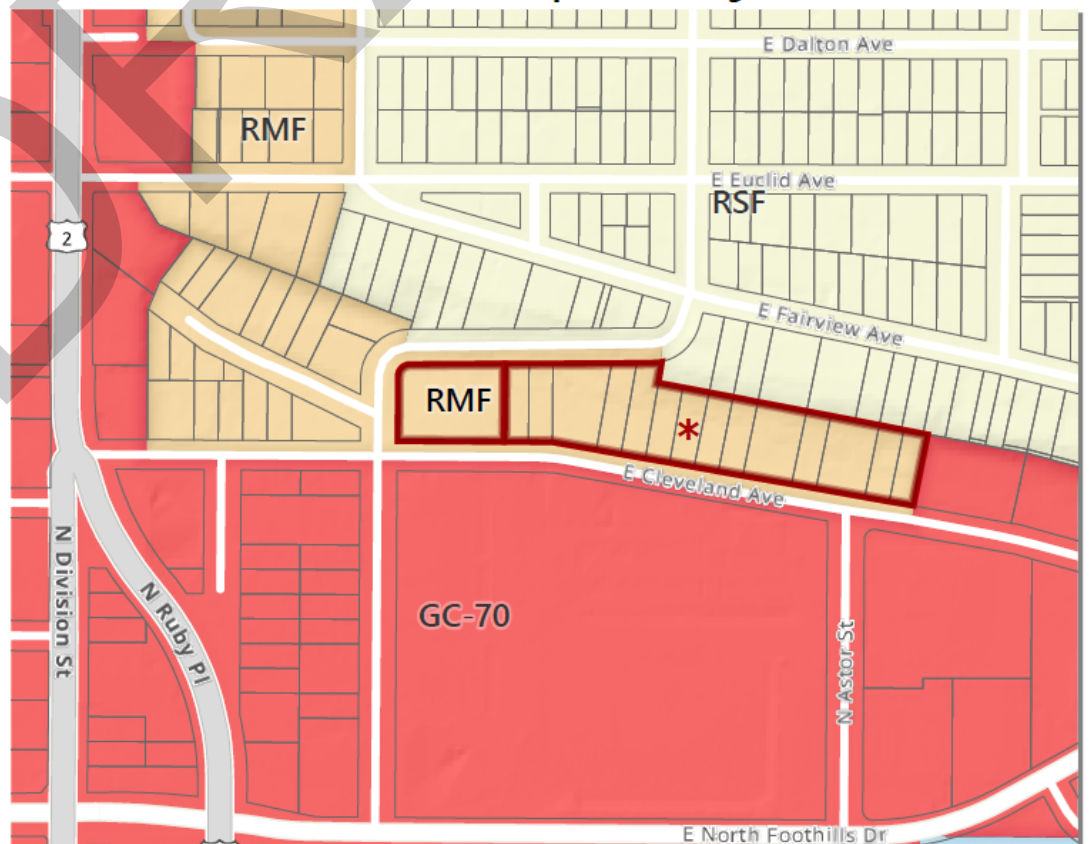 E Dalton Ave
RMF
E Euclid Ave
RSF
2
E Fairview Ave
RMF
*
E Cleveland Ave
N Division St
N Ruby Pl
GC-70
N Astor St
E North Foothills Dr